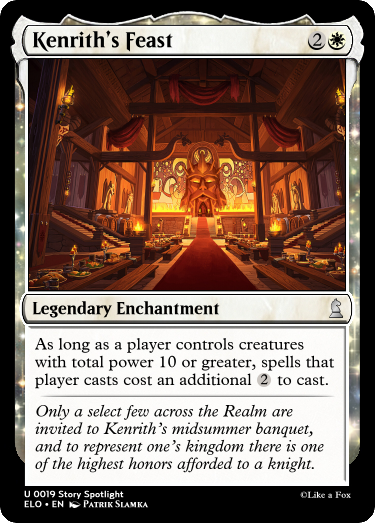 Kenrith's Feast 2
Legendary Enchantment
As long as a player controls creatures
with total power 10 or greater, spells that
player casts cost an additional 2 to cast.
Only a select few across the Realm are
invited to Kenrith's midsummer banquet,
and to represent one's kingdom there is one
of the highest honors afforded to a knight.
U 0019 Story Spotlight
ELO • EN Patrik Slamka
©Like a Fox